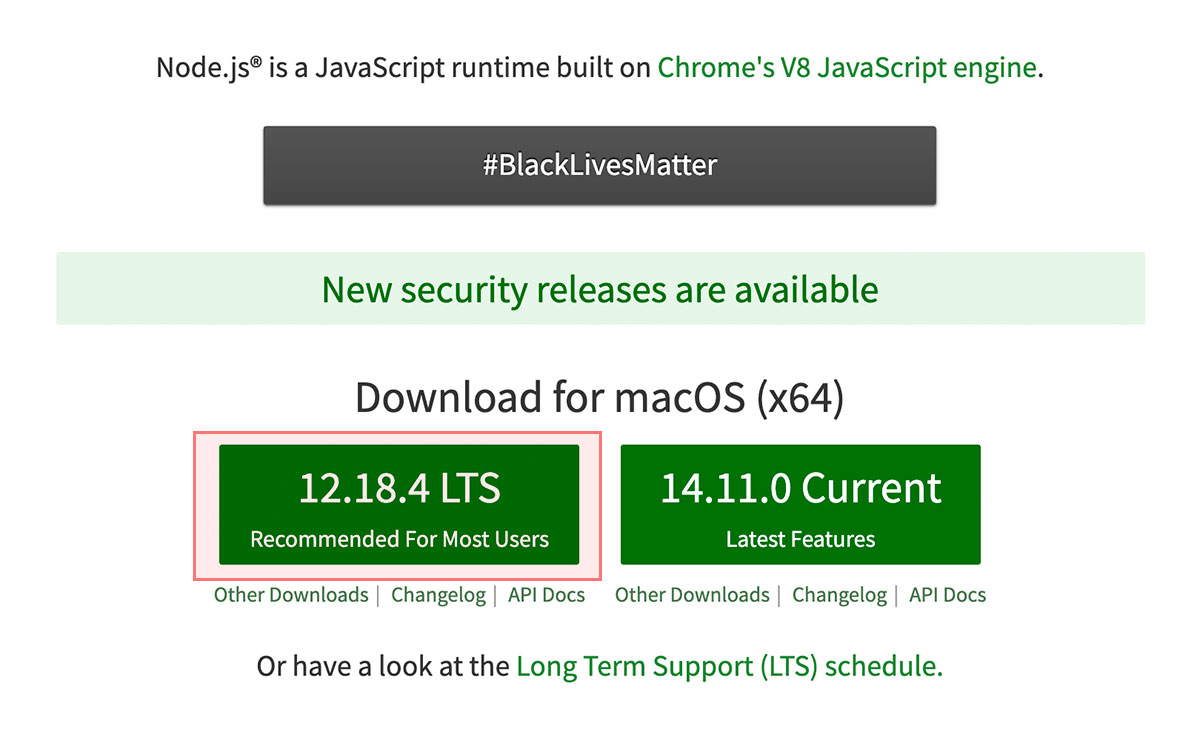 Node.js® is a JavaScript runtime built on Chrome's V8 JavaScript engine.
#BlackLivesMatter
New security releases are available
Download for macOS (x64)
12.18.4 LTS
Recommended For Most Users
14.11.0 Current
Latest Features
Other Downloads | Changelog | API Docs
Other Downloads | Changelog | API Docs
Or have a look at the Long Term Support (LTS) schedule.